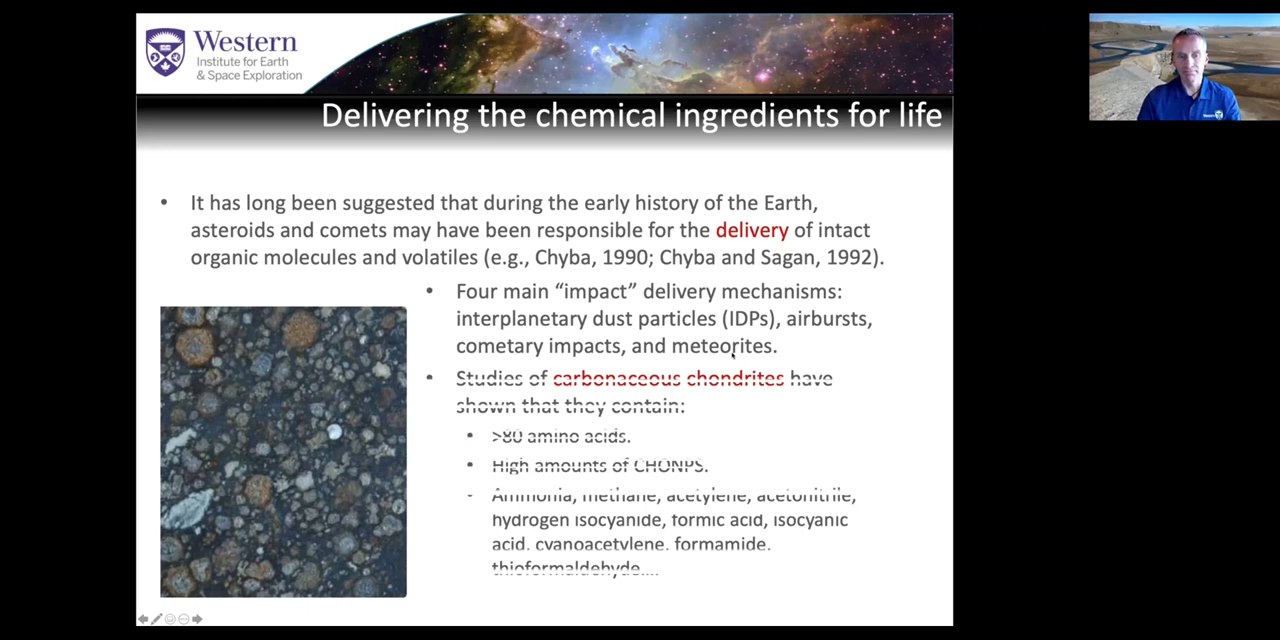 Western
Institute for Earth
& Space Exploration
Delivering the chemical ingredients for life
• It has long been suggested that during the early history of the Earth,
asteroids and comets may have been responsible for the delivery of intact
organic molecules and volatiles (e.g., Chyba, 1990; Chyba and Sagan, 1992).
• Four main “impact” delivery mechanisms:
interplanetary dust particles (IDPs), airbursts,
cometary impacts, and meteorites.
• Studies of carbonaceous chondrites have
shown that they contain:
• >80 amino acids.
• High amounts of CHONPS.
• Ammonia, methane, acetylene, acetonitrile,
hydrogen isocyanide, formic acid, isocyanic
acid, cyanoacetylene, formamide,
thioformaldehyde....